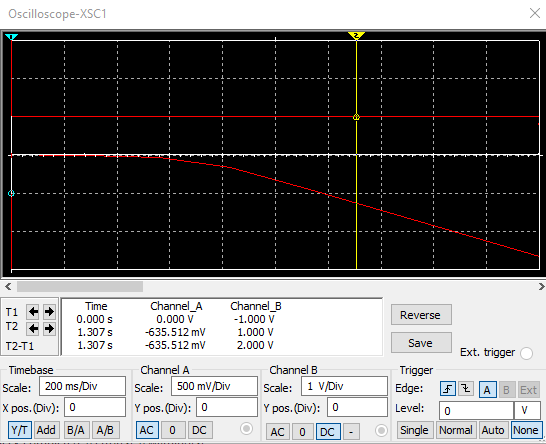 Oscilloscope-XSC1
1
2
T1
T2
T2-T1
Time Channel_A Channel_B
0.000 s 0.000 V -1.000 V
1.307 s -635.512 mV 1.000 V
1.307 s -635.512 mV 2.000 V
Reverse
Save
Ext. trigger
Timebase
Scale: 200 ms/Div
X pos.(Div): 0
Y/T Add B/A A/B
Channel A
Scale: 500 mV/Div
Y pos.(Div): 0
AC 0 DC
Channel B
Scale: 1 V/Div
Y pos.(Div): 0
AC 0 DC -
Trigger
Edge: A B Ext
Level: 0 V
Single Normal Auto None